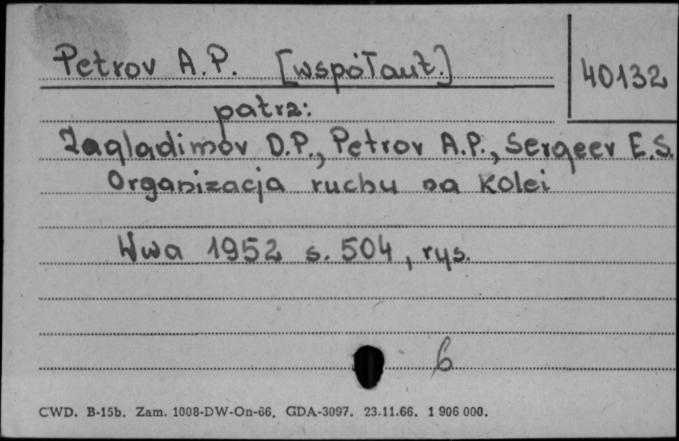 Petrov A.P. [współaut.]
40132
patrz:
Zagladimov D.P., Petrov A.P., Sergeev E.S.
Organizacja ruchu na kolei
Wwa 1952 s. 504, rys.
6
CWD. B-15b. Zam. 1008-DW-On-66. GDA-3097. 23.11.66. 1 906 000.